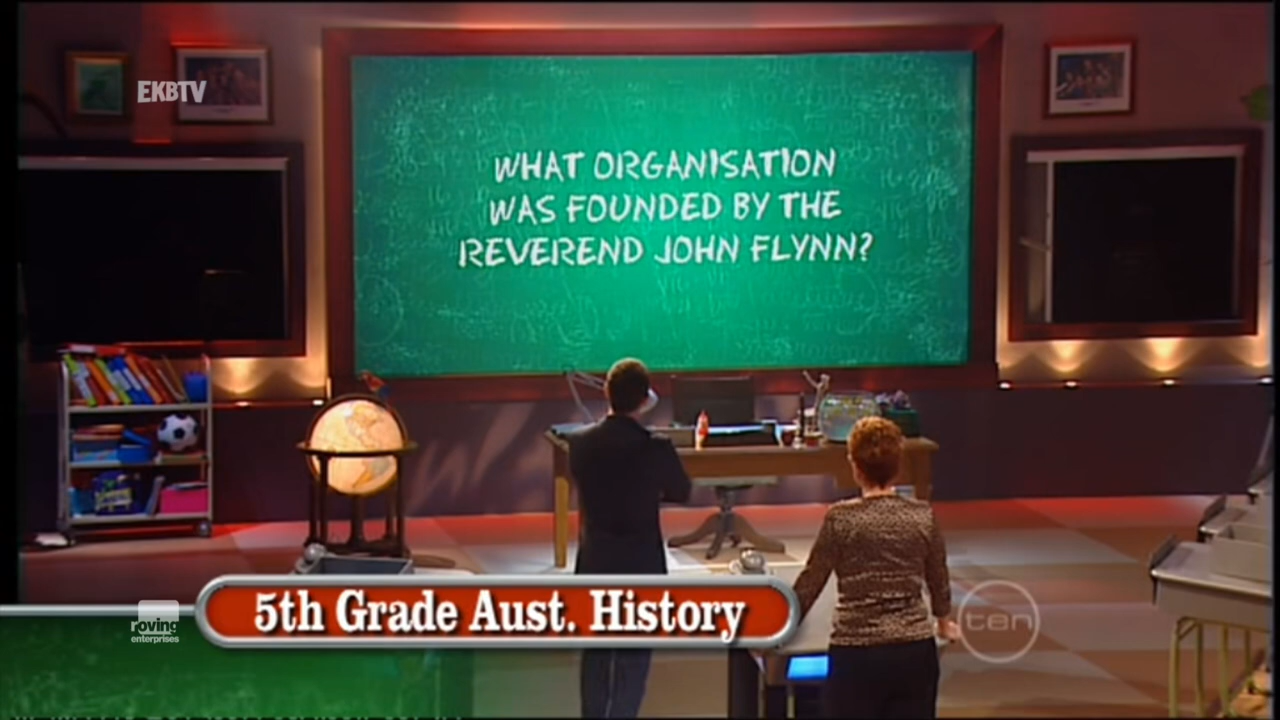 EKBTV
WHAT ORGANISATION
WAS FOUNDED BY THE
REVEREND JOHN FLYNN?
5th Grade Aust. History
roving
enterprises
ten